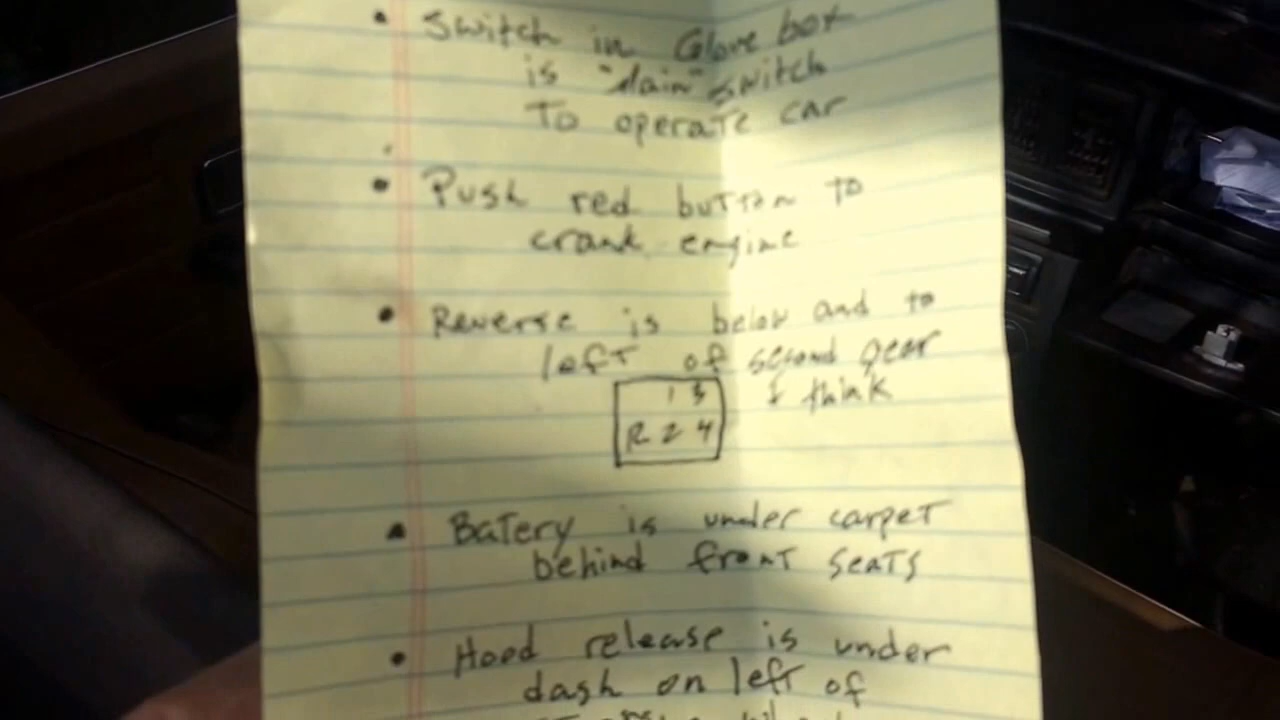 • Switch in Glove box
is "Main" switch
To operate car
• Push red button to
crank engine
• Reverse is below and to
left of second gear
I think
1 3
R 2 4
• Batery is under carpet
behind front seats
• Hood release is under
dash on left of